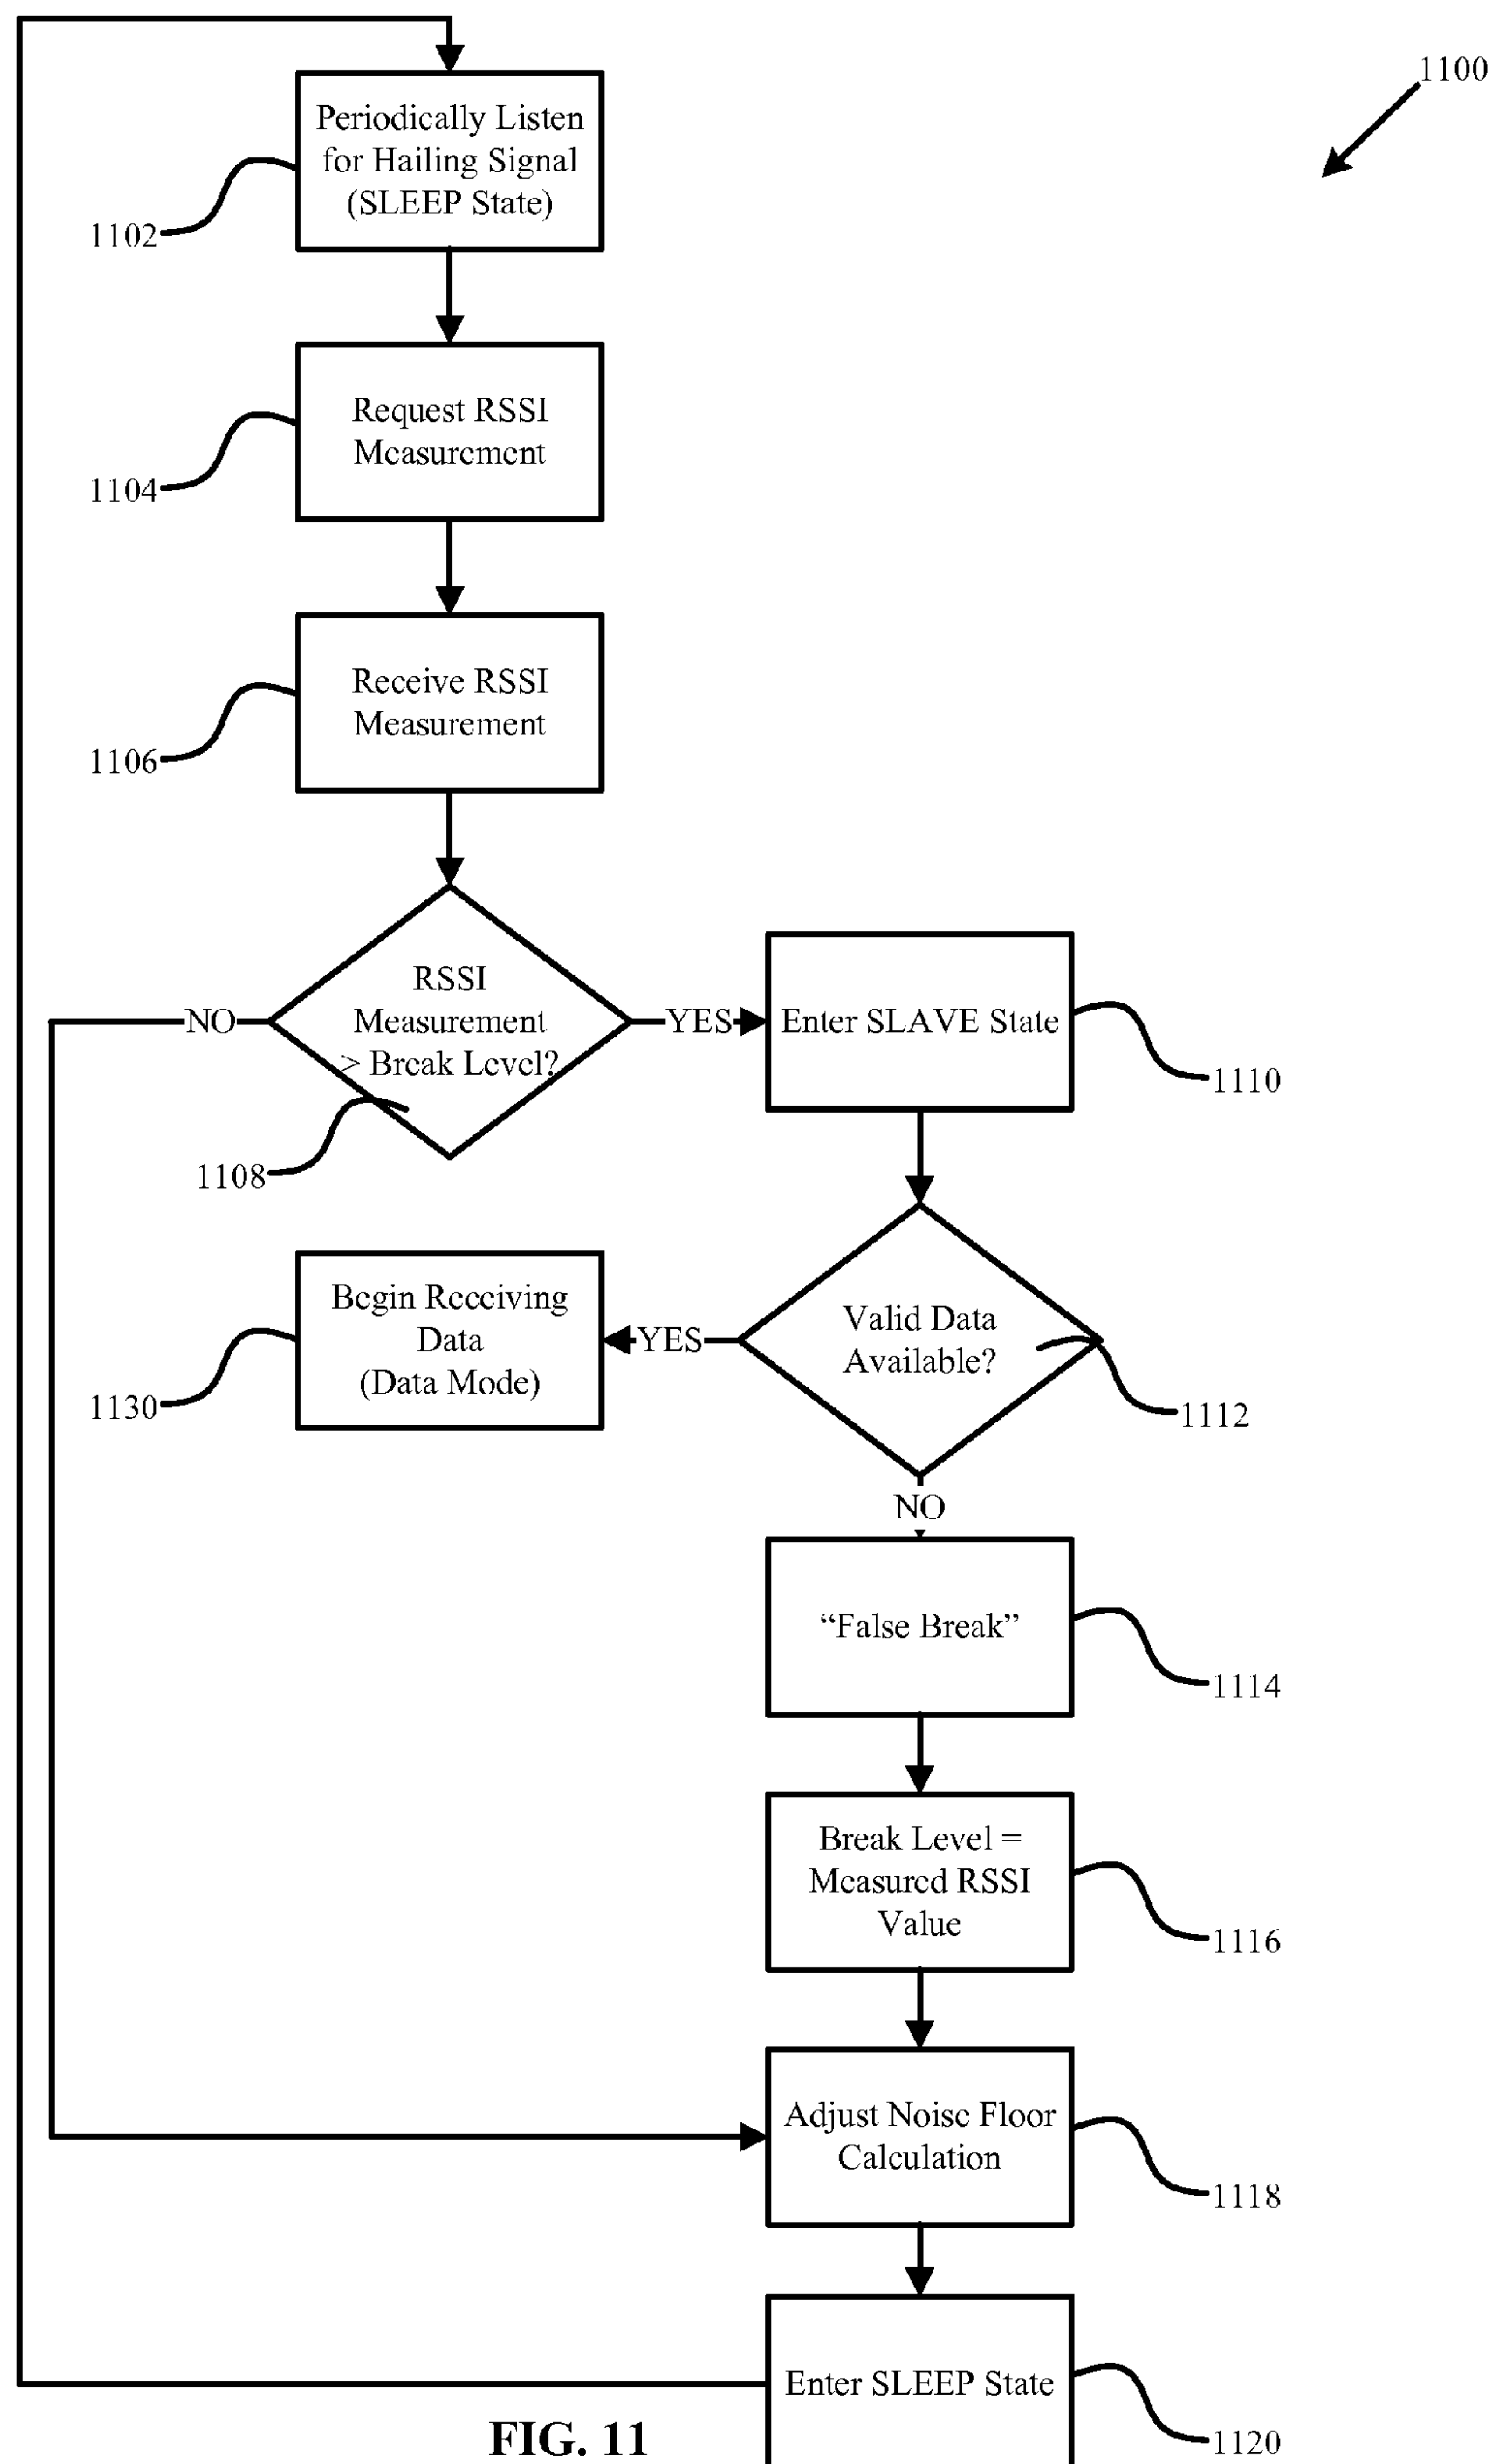 1100
Periodically Listen
for Hailing Signal
(SLEEP State)
1102
Request RSSI
Measurement
1104
Receive RSSI
Measurement
1106
RSSI
Measurement
> Break Level?
NO
YES
1108
Enter SLAVE State
1110
Valid Data
Available?
YES
NO
1112
Begin Receiving
Data
(Data Mode)
1130
“False Break”
1114
Break Level =
Measured RSSI
Value
1116
Adjust Noise Floor
Calculation
1118
Enter SLEEP State
1120
FIG. 11